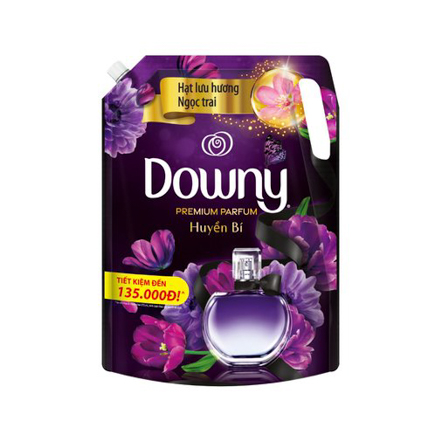 Hạt lưu hương
Ngọc trai
Downy
PREMIUM PARFUM
Huyền Bí
TIẾT KIỆM ĐẾN
135.000Đ!*